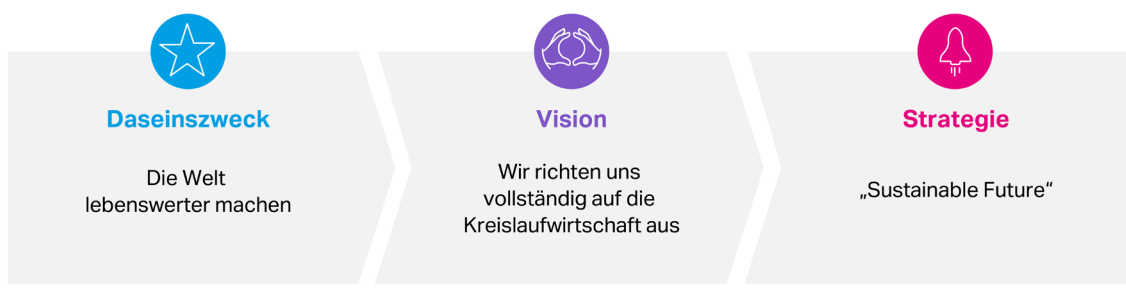 Daseinszweck
Die Welt
lebenswerter machen
Vision
Wir richten uns
vollständig auf die
Kreislaufwirtschaft aus
Strategie
„Sustainable Future“